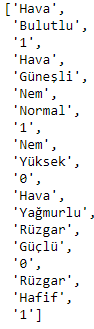 ['Hava',
'Bulutlu',
'1',
'Hava',
'Güneşli',
'Nem',
'Normal',
'1',
'Nem',
'Yüksek',
'0',
'Hava',
'Yağmurlu',
'Rüzgar',
'Güçlü',
'0',
'Rüzgar',
'Hafif',
'1']